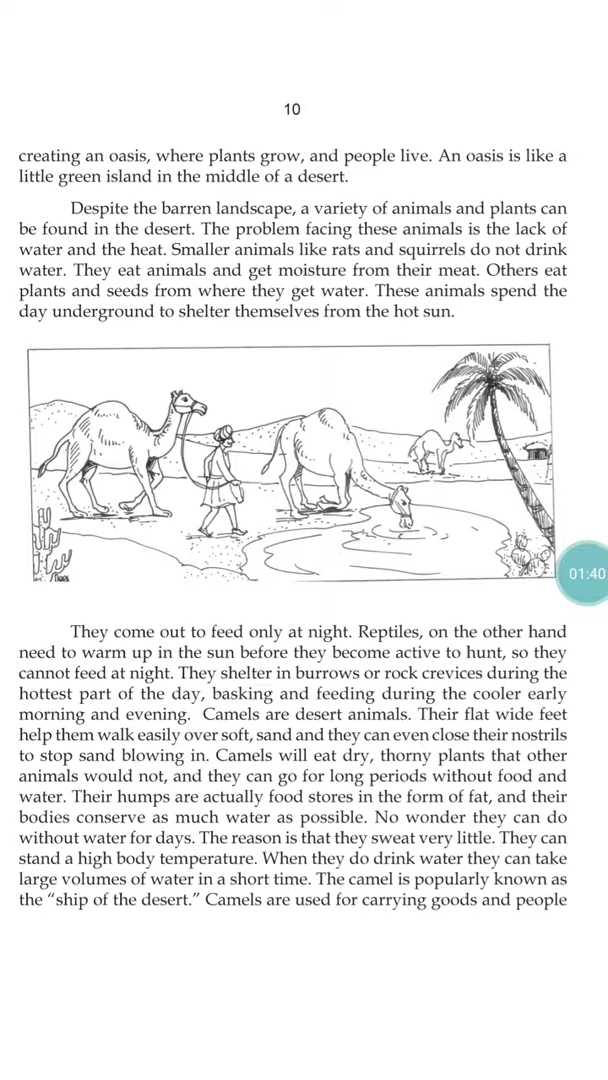 10
creating an oasis, where plants grow, and people live. An oasis is like a
little green island in the middle of a desert.
Despite the barren landscape, a variety of animals and plants can
be found in the desert. The problem facing these animals is the lack of
water and the heat. Smaller animals like rats and squirrels do not drink
water. They eat animals and get moisture from their meat. Others eat
plants and seeds from where they get water. These animals spend the
day underground to shelter themselves from the hot sun.
01:40
They come out to feed only at night. Reptiles, on the other hand
need to warm up in the sun before they become active to hunt, so they
cannot feed at night. They shelter in burrows or rock crevices during the
hottest part of the day, basking and feeding during the cooler early
morning and evening. Camels are desert animals. Their flat wide feet
help them walk easily over soft, sand and they can even close their nostrils
to stop sand blowing in. Camels will eat dry, thorny plants that other
animals would not, and they can go for long periods without food and
water. Their humps are actually food stores in the form of fat, and their
bodies conserve as much water as possible. No wonder they can do
without water for days. The reason is that they sweat very little. They can
stand a high body temperature. When they do drink water they can take
large volumes of water in a short time. The camel is popularly known as
the “ship of the desert.” Camels are used for carrying goods and people